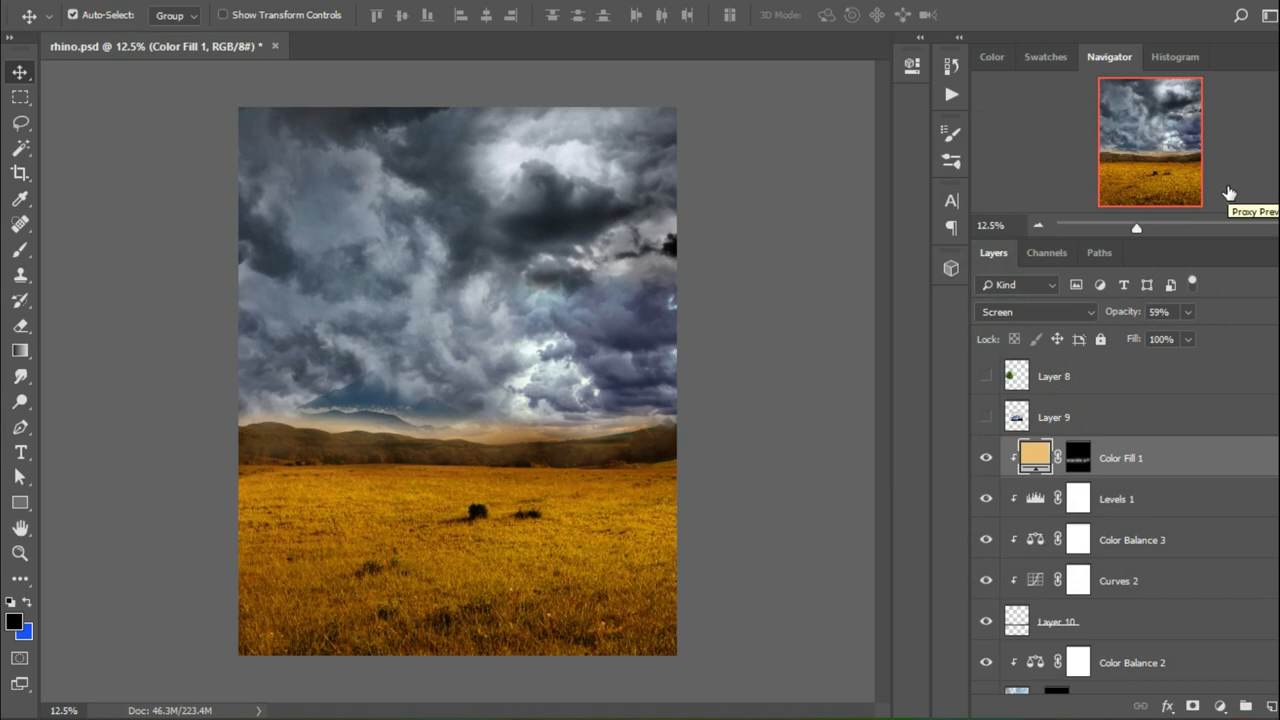 Auto-Select: Group Show Transform Controls 3D Mode:
rhino.psd @ 12.5% (Color Fill 1, RGB/8#) * ×
Color Swatches Navigator Histogram
Proxy Prev
12.5%
Layers Channels Paths
Kind
Screen Opacity: 59%
Lock: Fill: 100%
Layer 8
Layer 9
Color Fill 1
Levels 1
Color Balance 3
Curves 2
Layer 10
Color Balance 2
12.5% Doc: 46.3M/223.4M